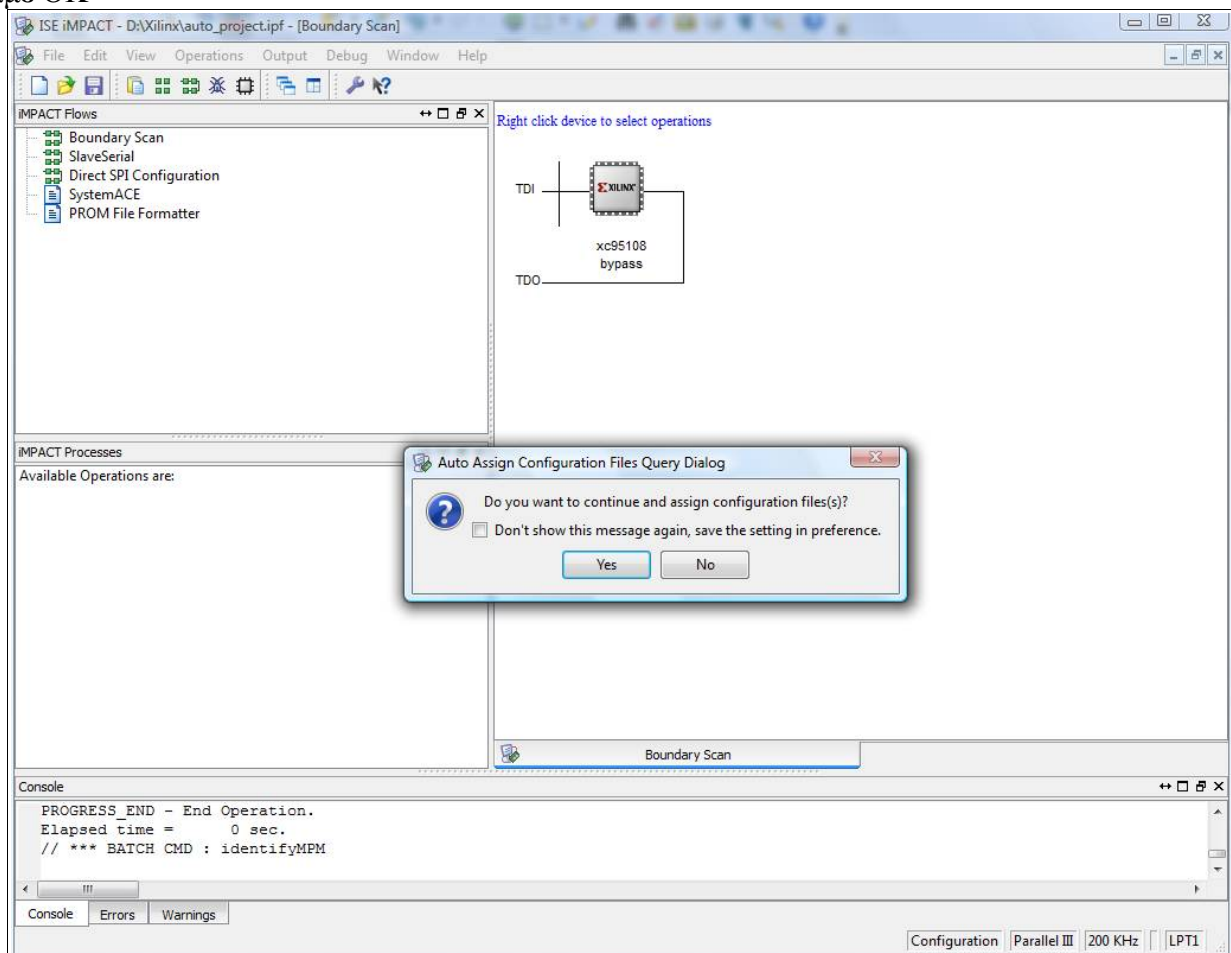 ISE iMPACT - D:\Xilinx\auto_project.ipf - [Boundary Scan]
File Edit View Operations Output Debug Window Help
iMPACT Flows
Right click device to select operations
Boundary Scan
SlaveSerial
Direct SPI Configuration
SystemACE
PROM File Formatter
TDI
XILINX
xc95108
bypass
TDO
iMPACT Processes
Available Operations are:
Auto Assign Configuration Files Query Dialog
Do you want to continue and assign configuration files(s)?
Don't show this message again, save the setting in preference.
Yes No
Boundary Scan
Console
PROGRESS_END - End Operation.
Elapsed time = 0 sec.
// *** BATCH CMD : identifyMPM
Console Errors Warnings
Configuration Parallel III 200 KHz LPT1